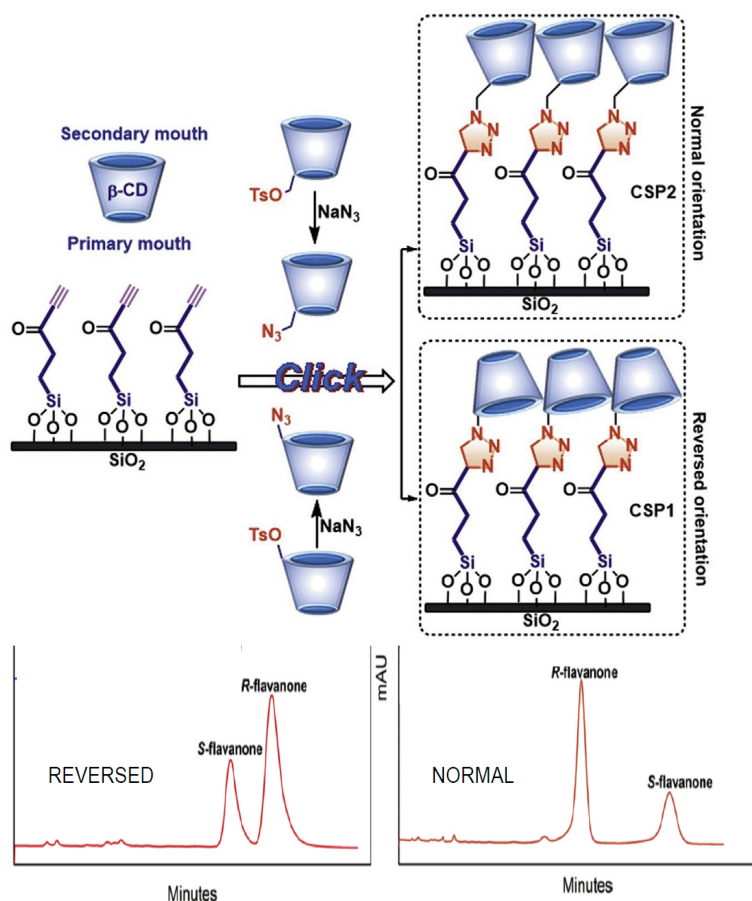 Secondary mouth
β-CD
Primary mouth
O
O
O
Si
Si
Si
O O O
O O O
O O O
SiO2
TsO
NaN3
N3
Click
N3
NaN3
TsO
N
N
N
N
N
N
N
N
N
O
O
O
CSP2
Si
Si
Si
O O O
O O O
O O O
SiO2
Normal orientation
N
N
N
N
N
N
N
N
N
O
O
O
CSP1
Si
Si
Si
O O O
O O O
O O O
SiO2
Reversed orientation
R-flavanone
S-flavanone
REVERSED
Minutes
mAU
R-flavanone
S-flavanone
NORMAL
Minutes